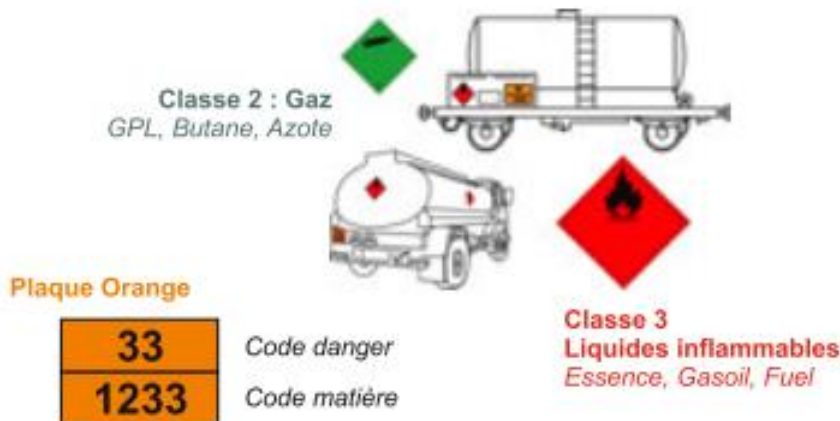 Classe 2 : Gaz
GPL, Butane, Azote
Plaque Orange
33
Code danger
1233
Code matière
Classe 3
Liquides inflammables
Essence, Gasoil, Fuel